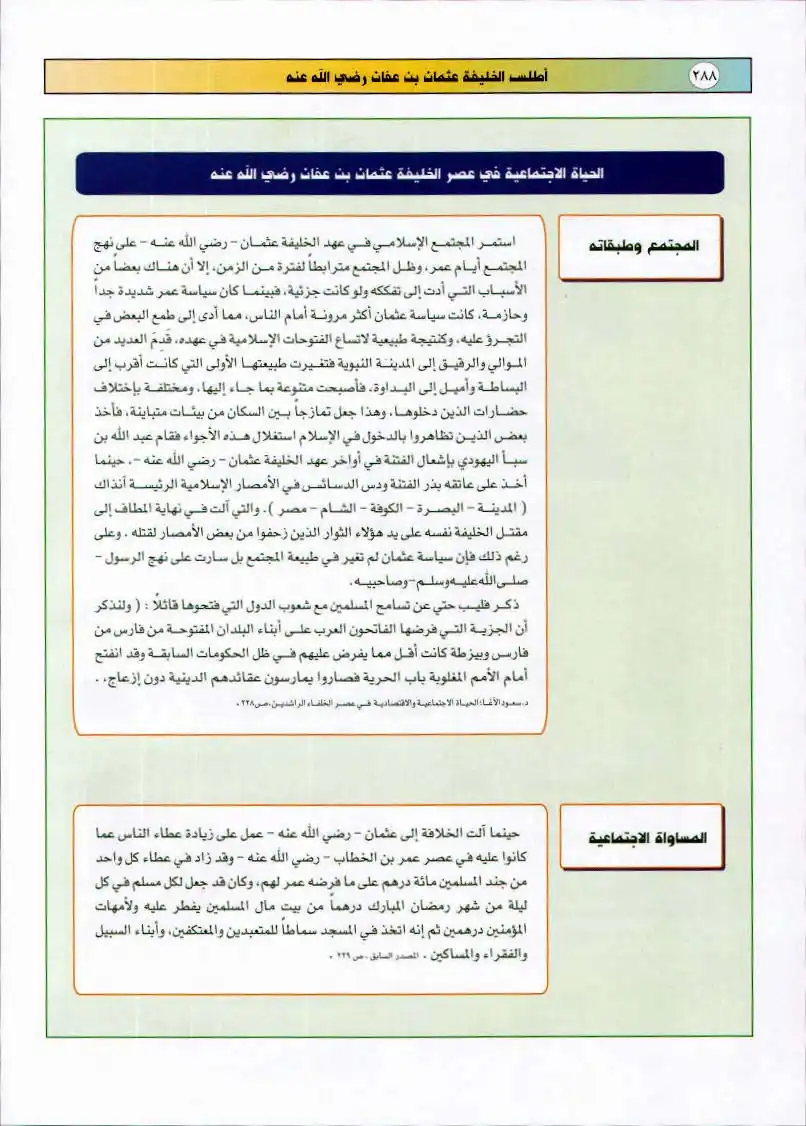 ٢٨٨
أطلس الخليفة عثمان بن عفان رضي الله عنه
الحياة الاجتماعية في عصر الخليفة عثمان بن عفان رضي الله عنه
المجتمع وطبقاته
استمر المجتمع الإسلامي في عهد الخليفة عثمان - رضي الله عنه - على نهج
المجتمع أيام عمر، وظل المجتمع مترابطاً لفترة من الزمن، إلا أن هناك بعضاً من
الأسباب التي أدت إلى تفككه ولو كانت جزئية، فبينما كان سياسة عمر شديدة جداً
وحازمة، كانت سياسة عثمان أكثر مرونة أمام الناس، مما أدى إلى طمع البعض في
التجرؤ عليه، وكنتيجة طبيعية لاتساع الفتوحات الإسلامية في عهده، قَدِمَ العديد من
الموالي والرقيق إلى المدينة النبوية فتغيرت طبيعتها الأولى التي كانت أقرب إلى
البساطة وأميل إلى البداوة، فأصبحت متنوعة بما جاء إليها، ومختلفة بإختلاف
حضارات الذين دخلوها، وهذا جعل تمازجاً بين السكان من بيئات متباينة، فأخذ
بعض الذين تظاهروا بالدخول في الإسلام استغلال هذه الأجواء فقام عبد الله بن
سبأ اليهودي بإشعال الفتنة في أواخر عهد الخليفة عثمان - رضي الله عنه -، حينما
أخذ على عاتقه بذر الفتنة ودس الدسائس في الأمصار الإسلامية الرئيسة آنذاك
( المدينة - البصرة - الكوفة - الشام - مصر ). والتي آلت في نهاية المطاف إلى
مقتل الخليفة نفسه على يد هؤلاء الثوار الذين زحفوا من بعض الأمصار لقتله . وعلى
رغم ذلك فإن سياسة عثمان لم تغير في طبيعة المجتمع بل سارت على نهج الرسول -
صلى الله عليه وسلم - وصاحبيه.
ذكر فليب حتي عن تسامح المسلمين مع شعوب الدول التي فتحوها قائلاً : ( ولنذكر
أن الجزية التي فرضها الفاتحون العرب على أبناء البلدان المفتوحة من فارس من
فارس وبيزطة كانت أقل مما يفرض عليهم في ظل الحكومات السابقة وقد انفتح
أمام الأمم المغلوبة باب الحرية فصاروا يمارسون عقائدهم الدينية دون إزعاج، .
د. سعود الآغا: الحياة الاجتماعية والاقتصادية في عصر الخلفاء الراشدين، ص ٢٢٨ .
المساواة الاجتماعية
حينما آلت الخلافة إلى عثمان - رضي الله عنه - عمل على زيادة عطاء الناس عما
كانوا عليه في عصر عمر بن الخطاب - رضي الله عنه - وقد زاد في عطاء كل واحد
من جند المسلمين مائة درهم على ما فرضه عمر لهم، وكان قد جعل لكل مسلم في كل
ليلة من شهر رمضان المبارك درهماً من بيت مال المسلمين يفطر عليه ولأمهات
المؤمنين درهمين ثم إنه اتخذ في المسجد سماطاً للمتعبدين والمعتكفين، وأبناء السبيل
والفقراء والمساكين . المصدر السابق ، ص ٢٢٩ .